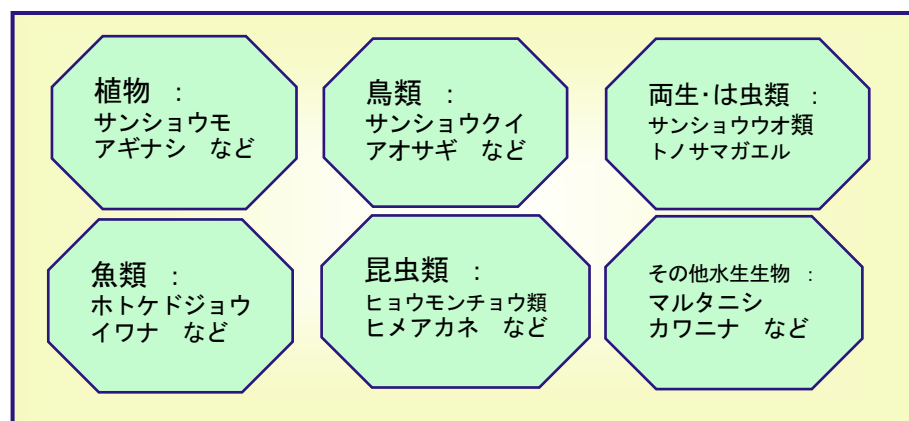 植物　：
サンショウモ
アギナシ　など
鳥類　：
サンショウクイ
アオサギ　など
両生・は虫類　：
サンショウウオ類
トノサマガエル
魚類　：
ホトケドジョウ
イワナ　など
昆虫類　：
ヒョウモンチョウ類
ヒメアカネ　など
その他水生生物　：
マルタニシ
カワニナ　など